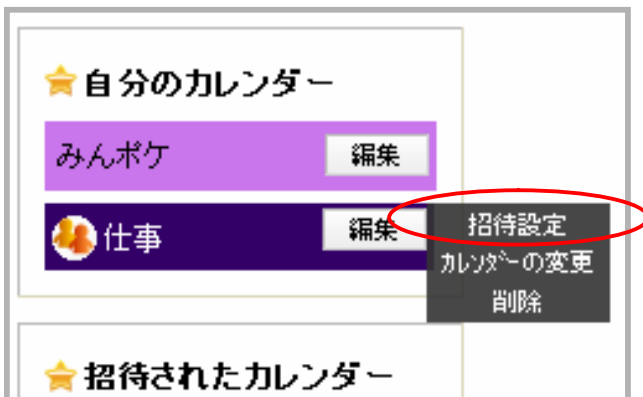 自分のカレンダー
みんポケ 編集
仕事 編集
招待設定
カレンダーの変更
削除
招待されたカレンダー